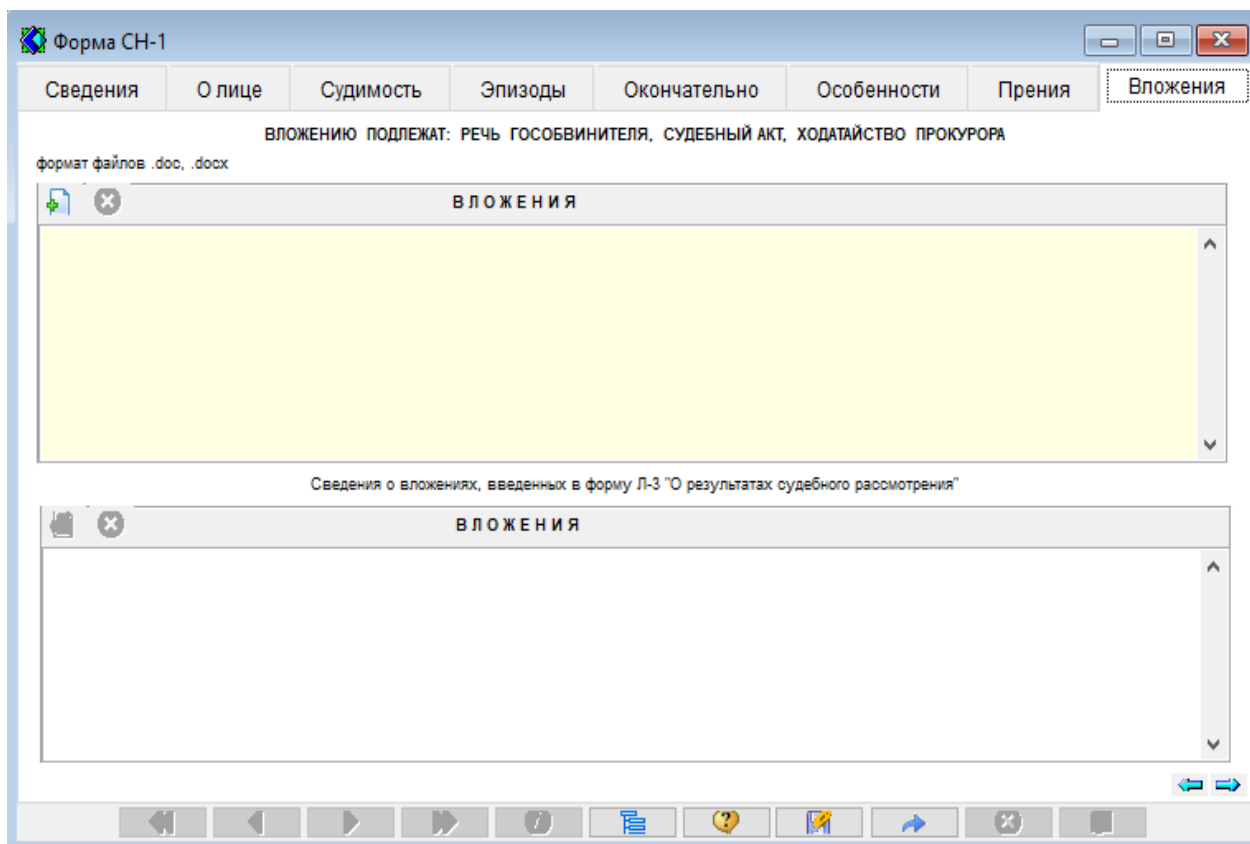 Форма СН-1
Сведения О лице Судимость Эпизоды Окончательно Особенности Прения Вложения
ВЛОЖЕНИЮ ПОДЛЕЖАТ: РЕЧЬ ГОСОБВИНИТЕЛЯ, СУДЕБНЫЙ АКТ, ХОДАТАЙСТВО ПРОКУРОРА
формат файлов .doc, .docx
ВЛОЖЕНИЯ
Сведения о вложениях, введенных в форму Л-3 "О результатах судебного рассмотрения"
ВЛОЖЕНИЯ